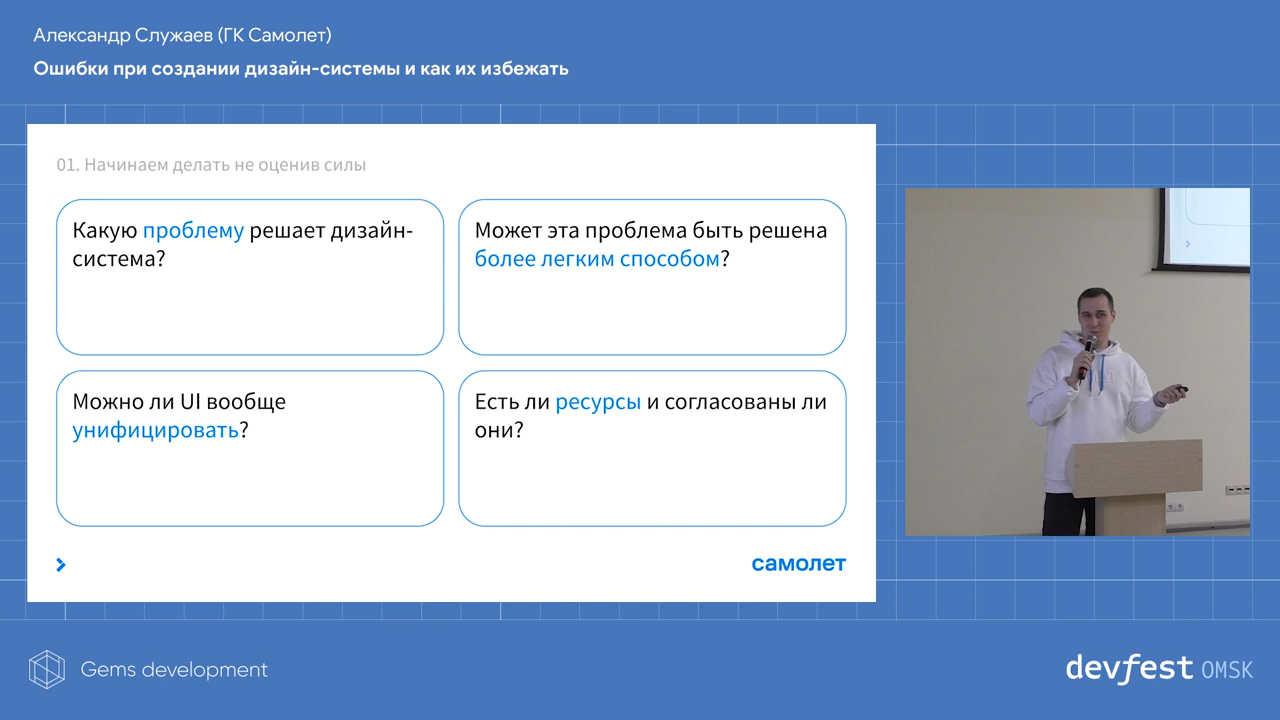 Александр Служаев (ГК Самолет)
Ошибки при создании дизайн-системы и как их избежать
01. Начинаем делать не оценив силы
Какую проблему решает дизайн-
система?
Может эта проблема быть решена
более легким способом?
Можно ли UI вообще
унифицировать?
Есть ли ресурсы и согласованы ли
они?
самолет
Gems development
devfest OMSK